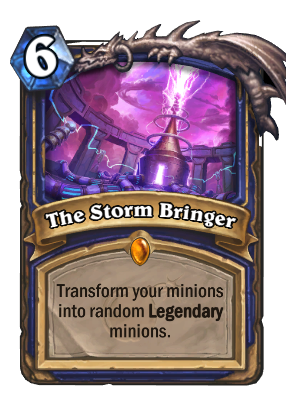 6
The Storm Bringer
Transform your minions
into random Legendary
minions.